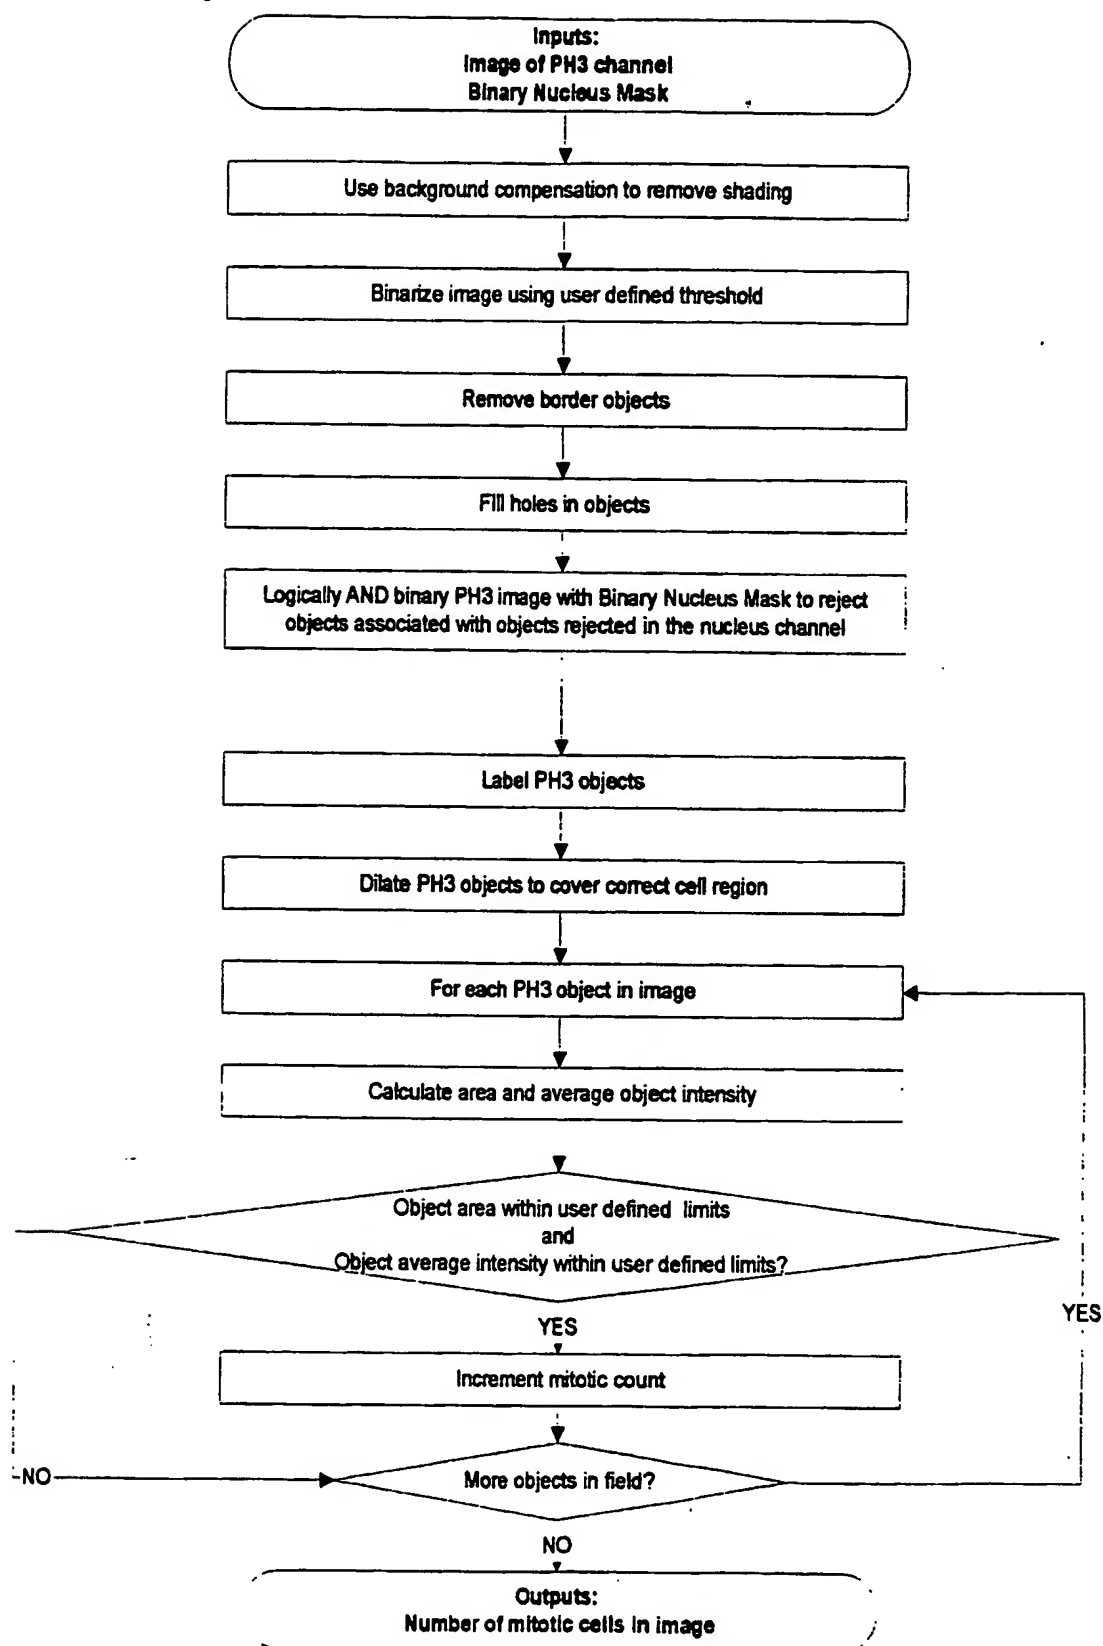 Inputs:
Image of PH3 channel
Binary Nucleus Mask
Use background compensation to remove shading
Binarize image using user defined threshold
Remove border objects
Fill holes in objects
Logically AND binary PH3 image with Binary Nucleus Mask to reject
objects associated with objects rejected in the nucleus channel
Label PH3 objects
Dilate PH3 objects to cover correct cell region
For each PH3 object in image
Calculate area and average object intensity
Object area within user defined limits
and
Object average intensity within user defined limits?
YES
YES
Increment mitotic count
NO
More objects in field?
NO
Outputs:
Number of mitotic cells in image